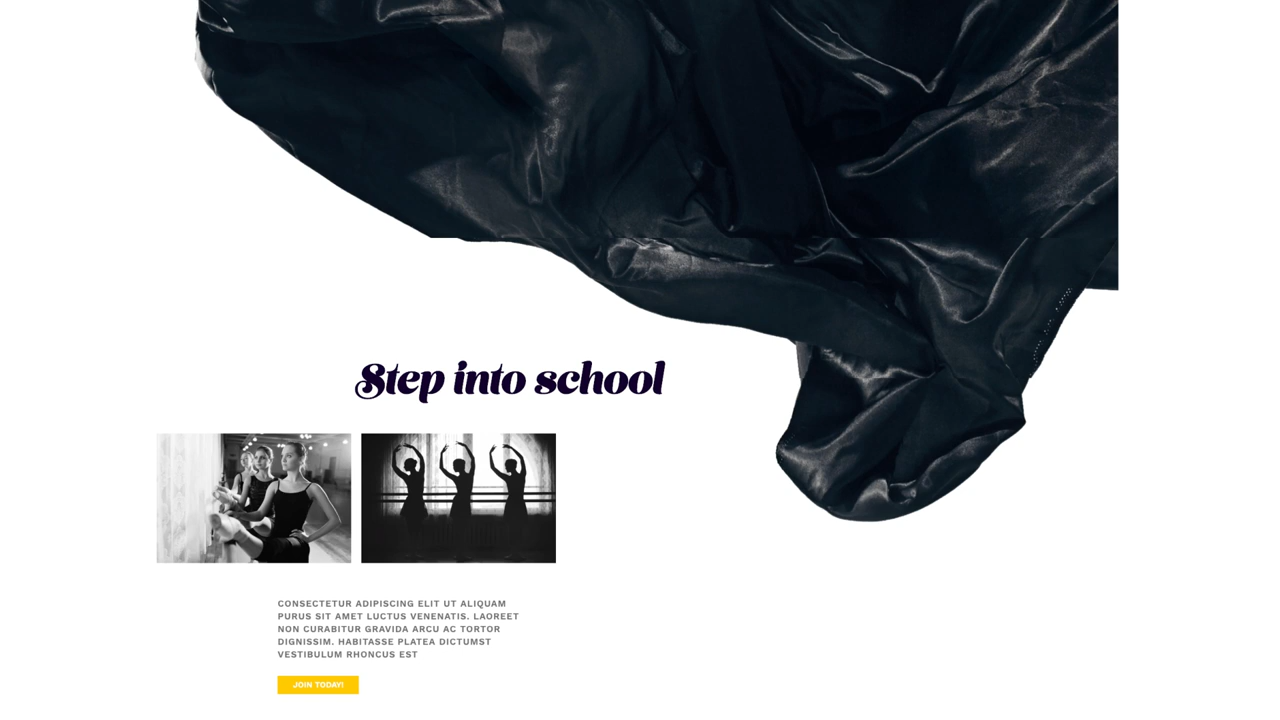 Step into school
CONSECTETUR ADIPISCING ELIT UT ALIQUAM
PURUS SIT AMET LUCTUS VENENATIS. LAOREET
NON CURABITUR GRAVIDA ARCU AC TORTOR
DIGNISSIM. HABITASSE PLATEA DICTUMST
VESTIBULUM RHONCUS EST
JOIN TODAY!